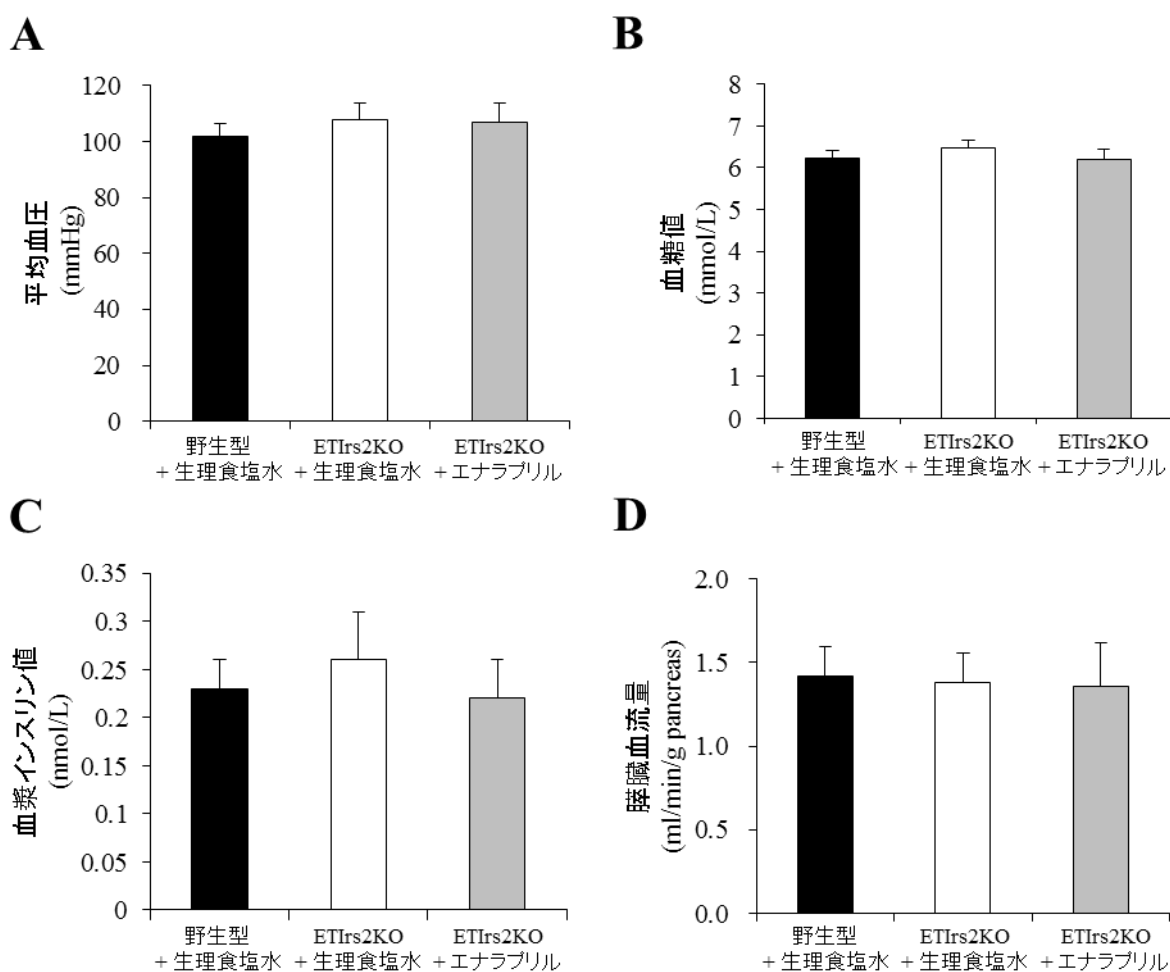 A
平均血圧
(mmHg)
120
100
80
60
40
20
0
野生型
+ 生理食塩水
ETIrs2KO
+ 生理食塩水
ETIrs2KO
+ エナラプリル
B
血糖値
(mmol/L)
8
7
6
5
4
3
2
1
0
野生型
+ 生理食塩水
ETIrs2KO
+ 生理食塩水
ETIrs2KO
+ エナラプリル
C
血漿インスリン値
(nmol/L)
0.35
0.3
0.25
0.2
0.15
0.1
0.05
0
野生型
+ 生理食塩水
ETIrs2KO
+ 生理食塩水
ETIrs2KO
+ エナラプリル
D
膵臓血流量
(ml/min/g pancreas)
2.0
1.5
1.0
0.5
0.0
野生型
+ 生理食塩水
ETIrs2KO
+ 生理食塩水
ETIrs2KO
+ エナラプリル